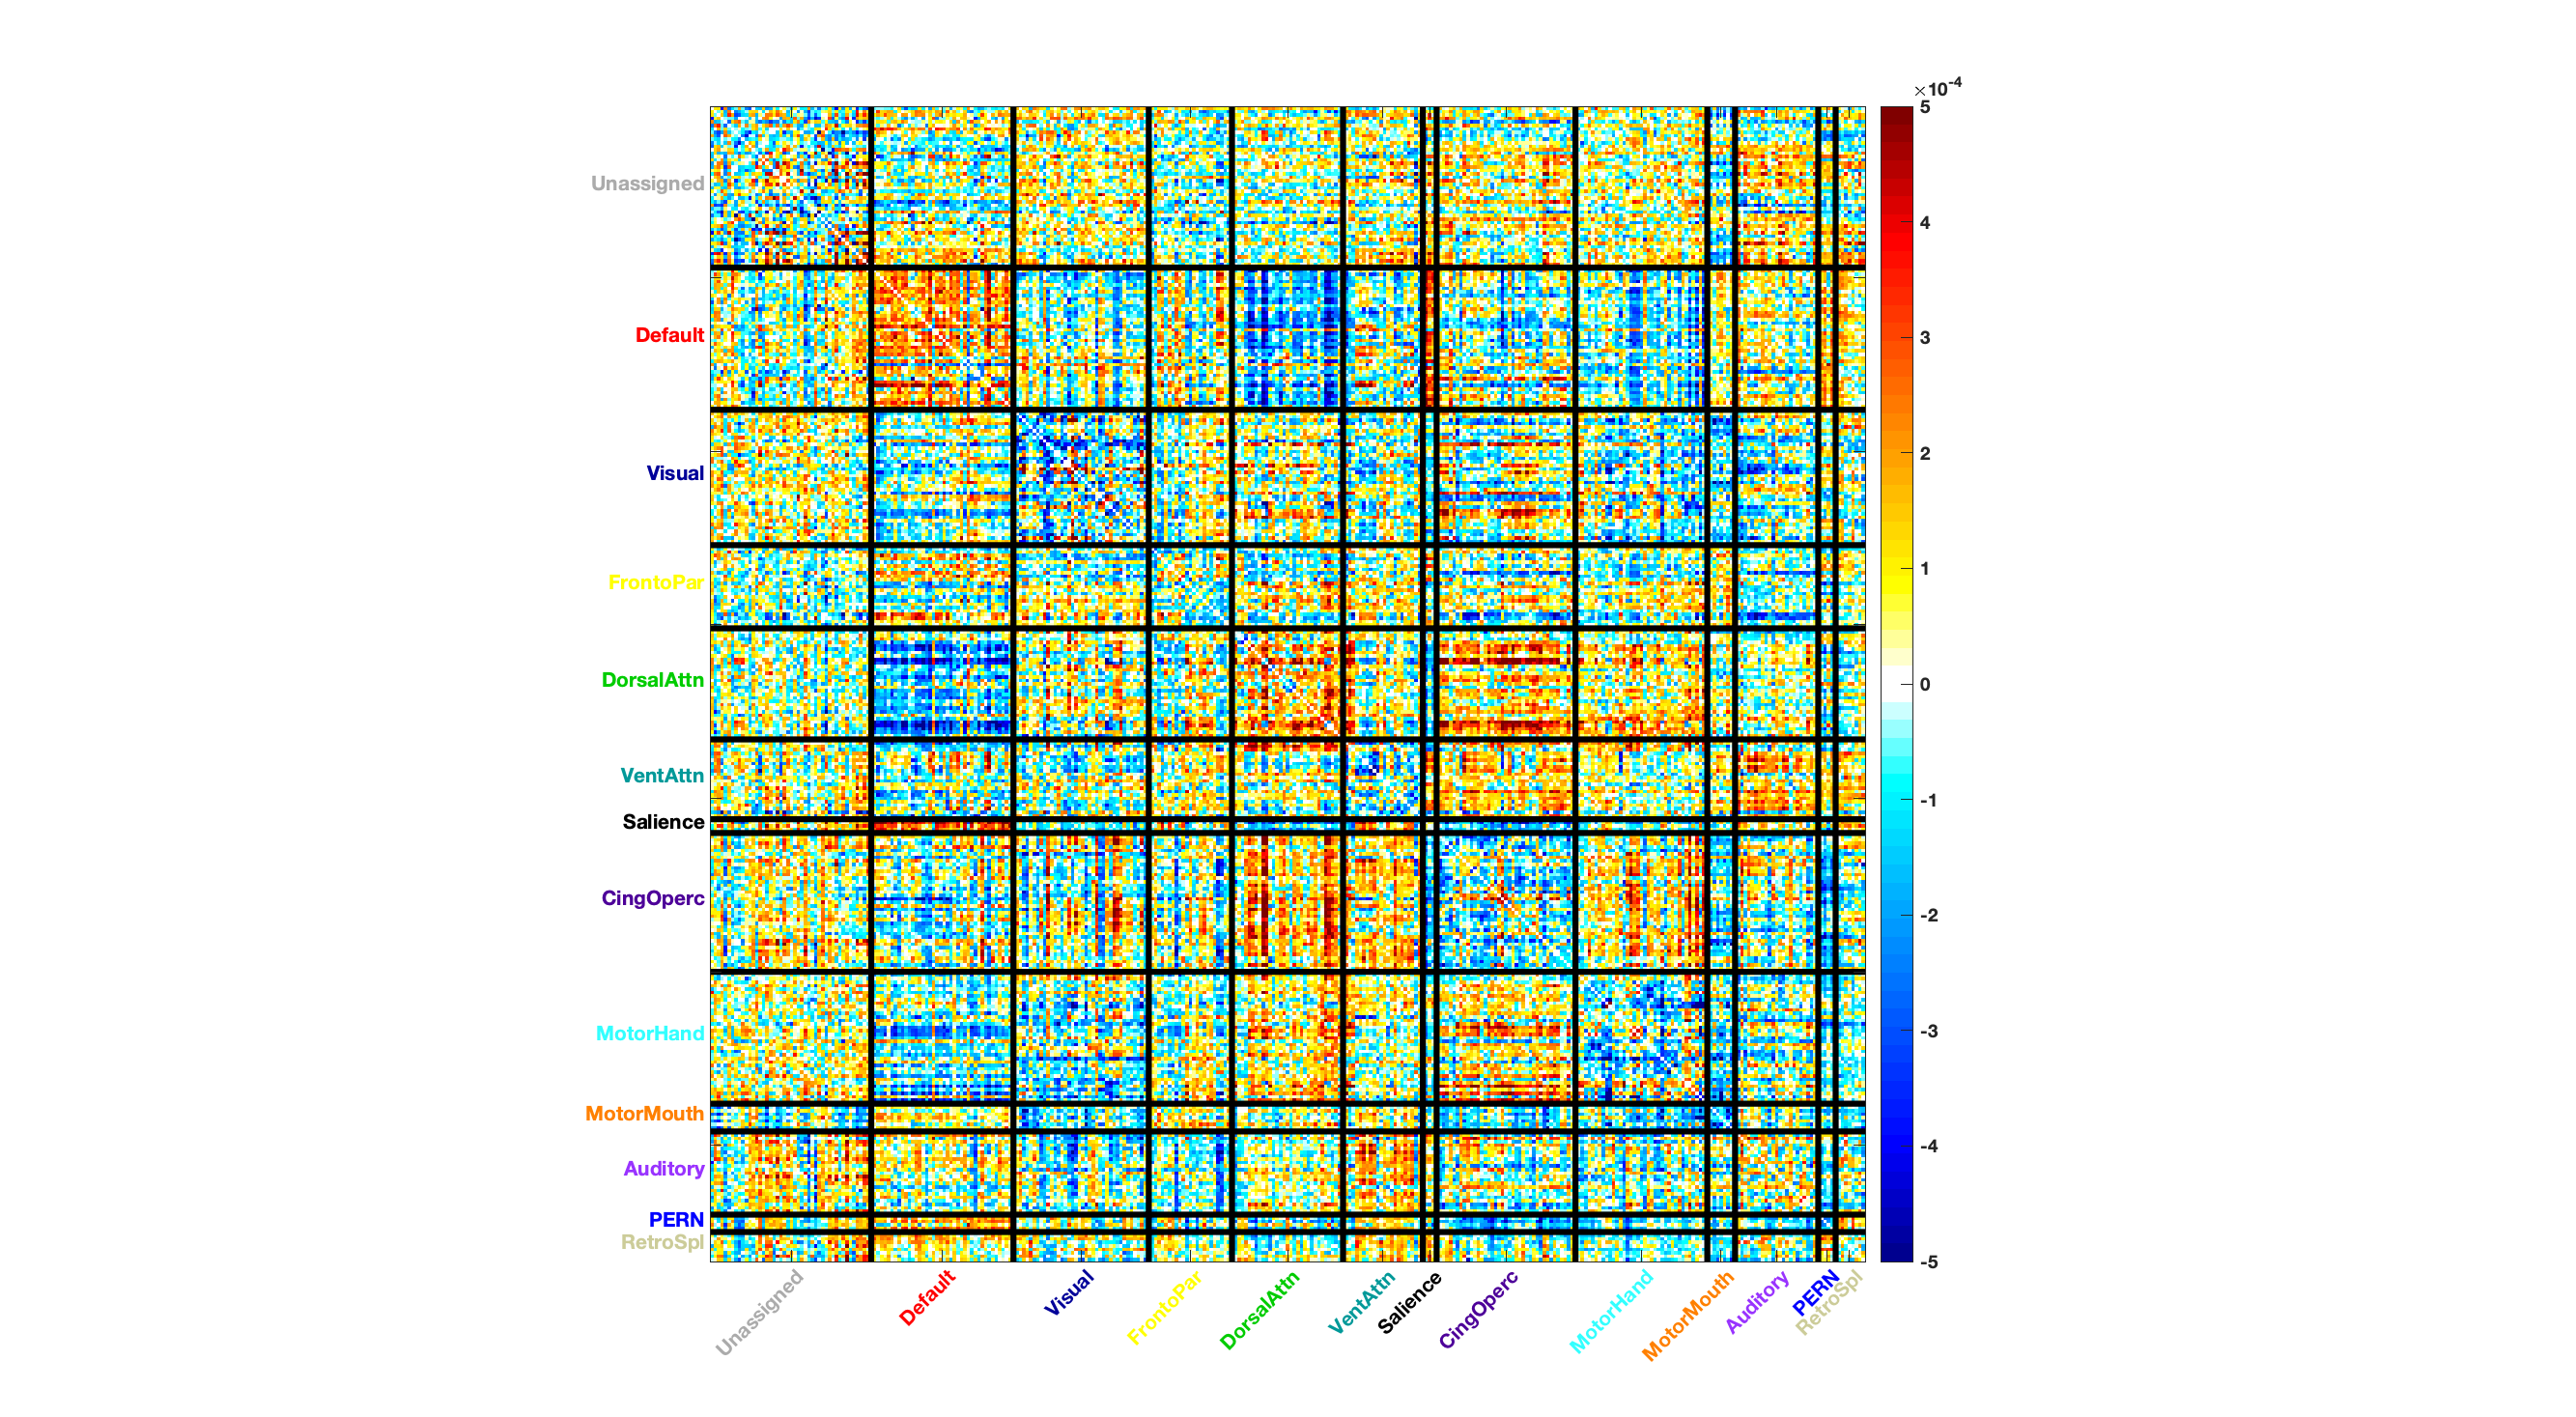 ×10-4
5
4
3
2
1
0
-1
-2
-3
-4
-5
Unassigned
Default
Visual
FrontoPar
DorsalAttn
VentAttn
Salience
CingOperc
MotorHand
MotorMouth
Auditory
PERN
RetroSpl
Unassigned
Default
Visual
FrontoPar
DorsalAttn
VentAttn
Salience
CingOperc
MotorHand
MotorMouth
Auditory
PERN
RetroSpl